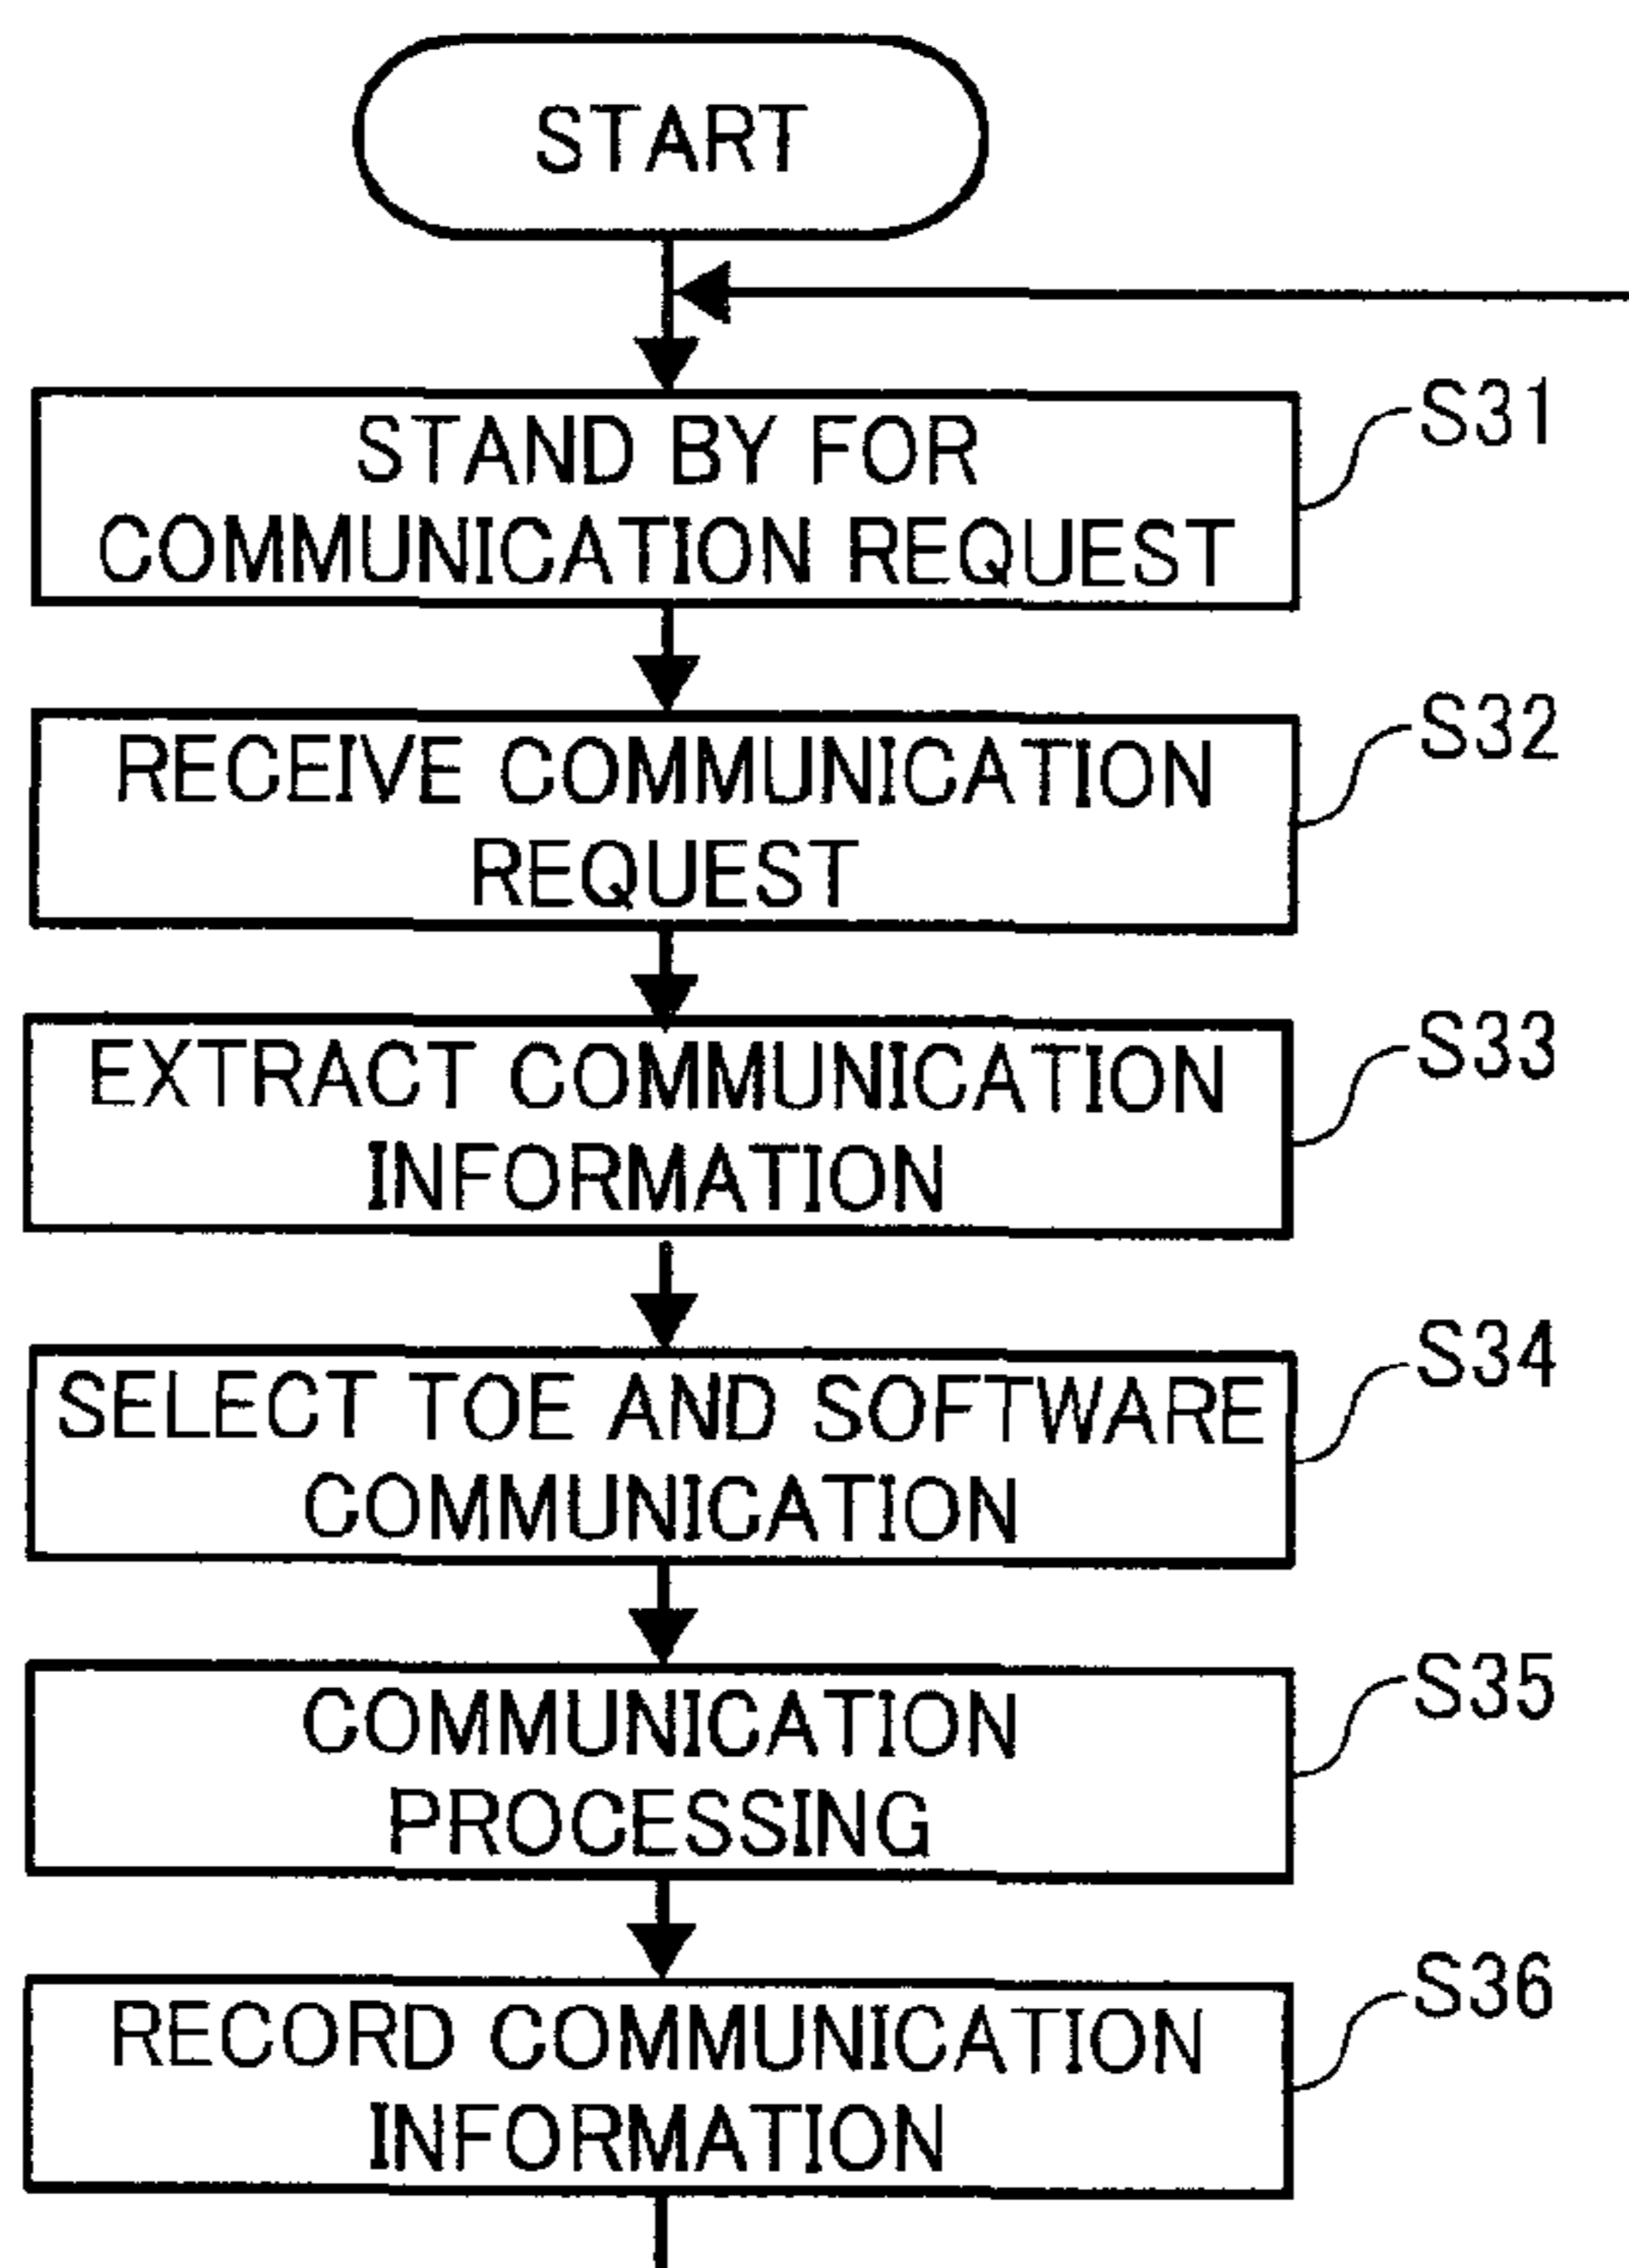 START
STAND BY FOR
COMMUNICATION REQUEST
S31
RECEIVE COMMUNICATION
REQUEST
S32
EXTRACT COMMUNICATION
INFORMATION
S33
SELECT TOE AND SOFTWARE
COMMUNICATION
S34
COMMUNICATION
PROCESSING
S35
RECORD COMMUNICATION
INFORMATION
S36